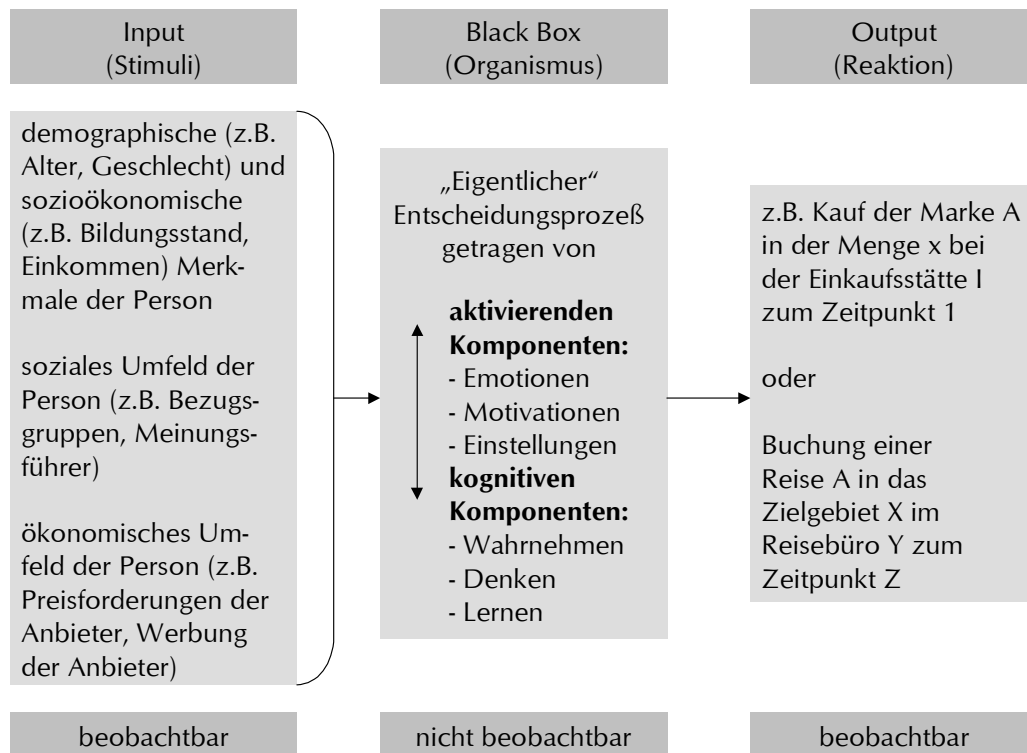 Input
(Stimuli)
Black Box
(Organismus)
Output
(Reaktion)
demographische (z.B.
Alter, Geschlecht) und
sozioökonomische
(z.B. Bildungsstand,
Einkommen) Merk-
male der Person
soziales Umfeld der
Person (z.B. Bezugs-
gruppen, Meinungs-
führer)
ökonomisches Um-
feld der Person (z.B.
Preisforderungen der
Anbieter, Werbung
der Anbieter)
„Eigentlicher“
Entscheidungsprozeß
getragen von
aktivierenden
Komponenten:
- Emotionen
- Motivationen
- Einstellungen
kognitiven
Komponenten:
- Wahrnehmen
- Denken
- Lernen
z.B. Kauf der Marke A
in der Menge x bei
der Einkaufsstätte I
zum Zeitpunkt 1
oder
Buchung einer
Reise A in das
Zielgebiet X im
Reisebüro Y zum
Zeitpunkt Z
beobachtbar
nicht beobachtbar
beobachtbar